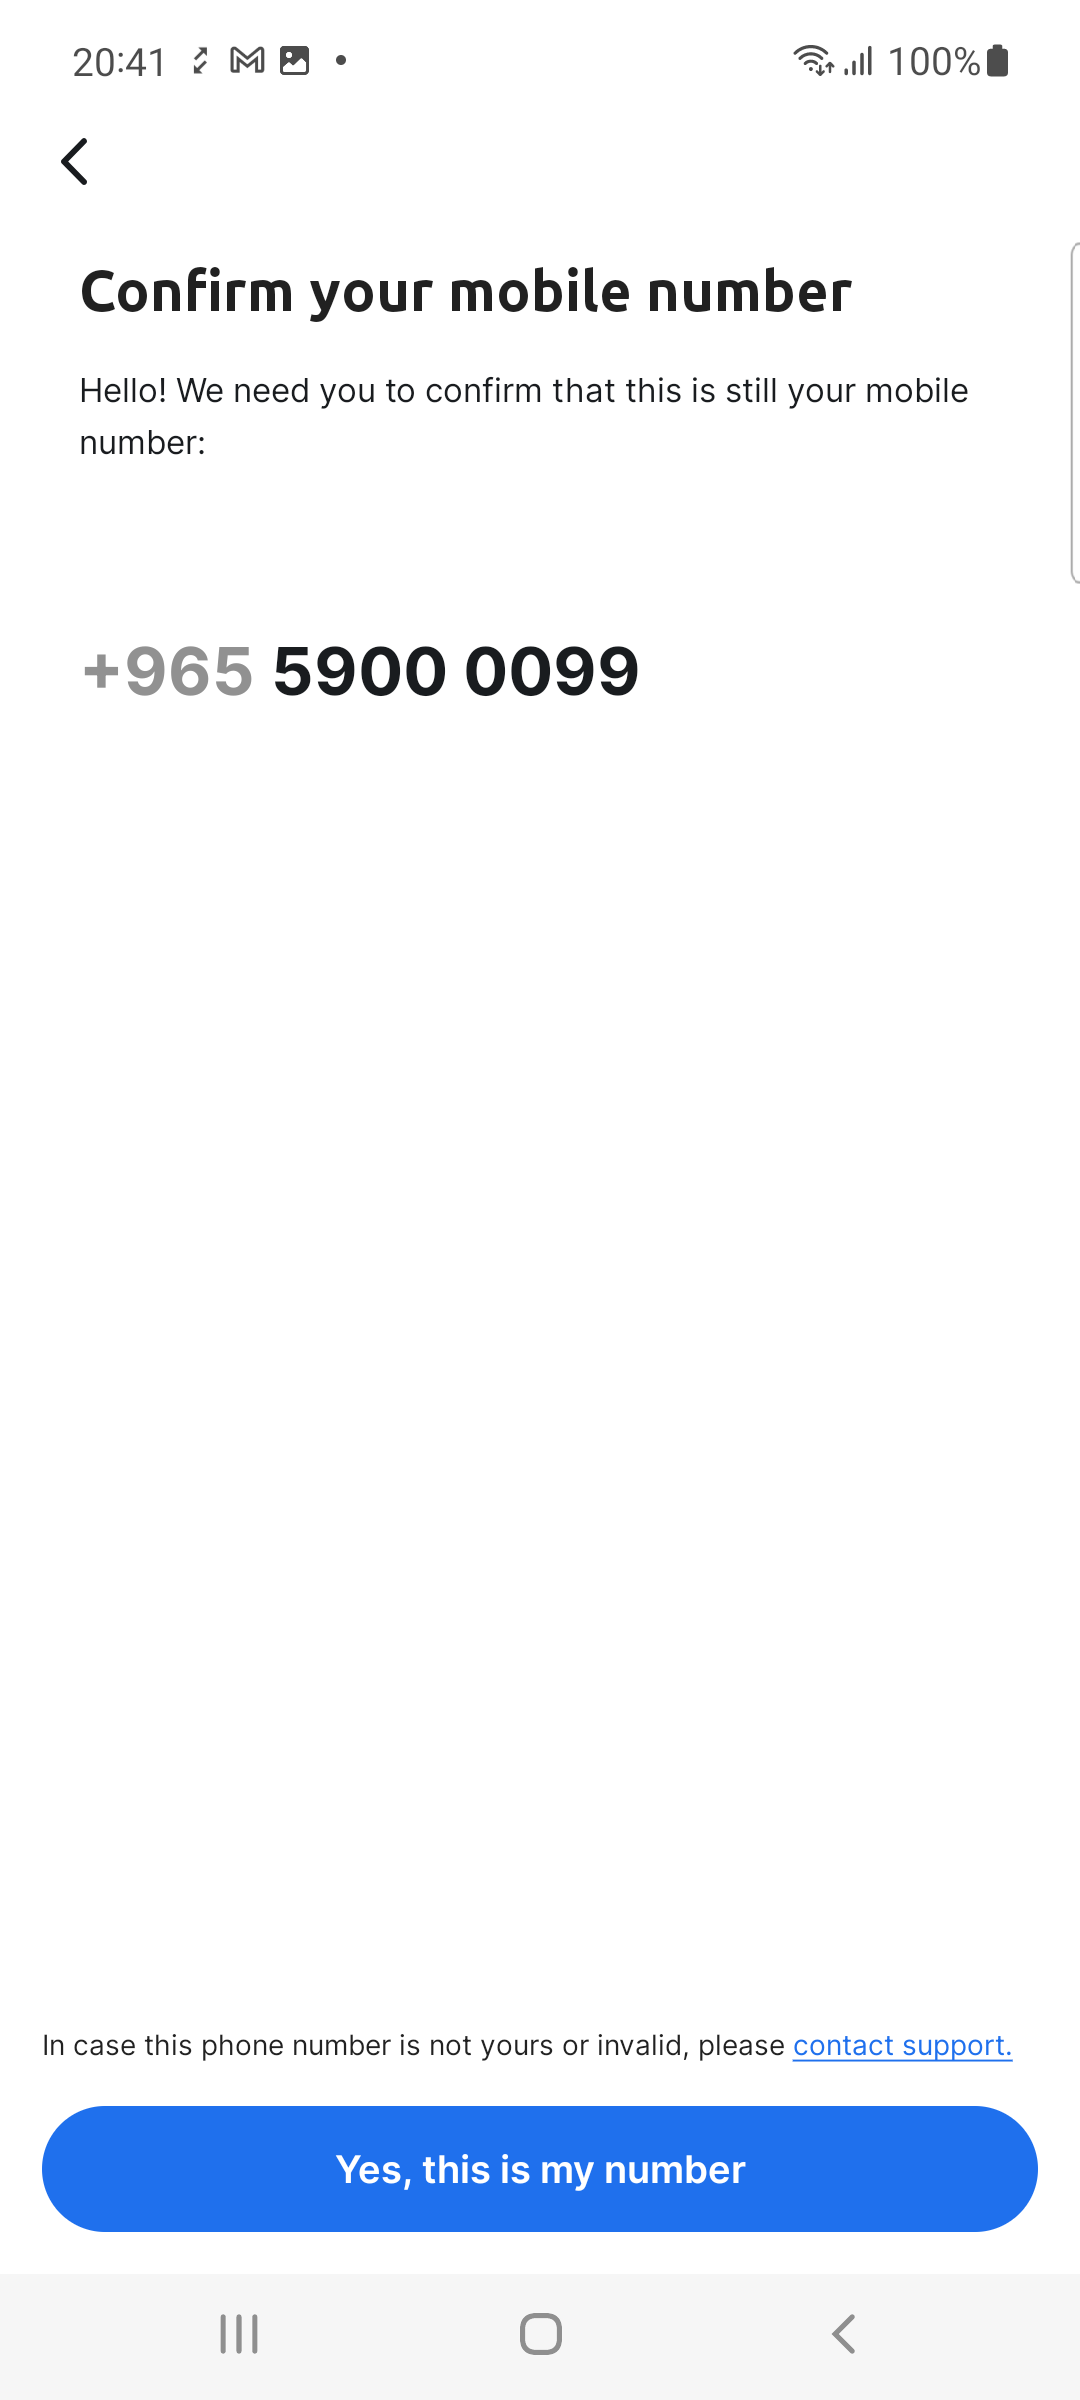 20:41
100%
Confirm your mobile number
Hello! We need you to confirm that this is still your mobile
number:
+965 5900 0099
In case this phone number is not yours or invalid, please contact support.
Yes, this is my number